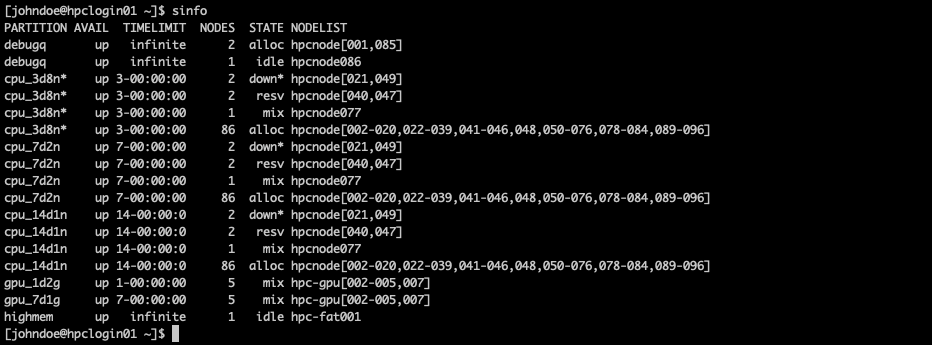 [johndoe@hpclogin01 ~]$ sinfo
PARTITION AVAIL  TIMELIMIT  NODES  STATE NODELIST
debugq       up   infinite      2  alloc hpcnode[001,085]
debugq       up   infinite      1   idle hpcnode086
cpu_3d8n*    up 3-00:00:00      2  down* hpcnode[021,049]
cpu_3d8n*    up 3-00:00:00      2   resv hpcnode[040,047]
cpu_3d8n*    up 3-00:00:00      1    mix hpcnode077
cpu_3d8n*    up 3-00:00:00     86  alloc hpcnode[002-020,022-039,041-046,048,050-076,078-084,089-096]
cpu_7d2n     up 7-00:00:00      2  down* hpcnode[021,049]
cpu_7d2n     up 7-00:00:00      2   resv hpcnode[040,047]
cpu_7d2n     up 7-00:00:00      1    mix hpcnode077
cpu_7d2n     up 7-00:00:00     86  alloc hpcnode[002-020,022-039,041-046,048,050-076,078-084,089-096]
cpu_14d1n    up 14-00:00:0      2  down* hpcnode[021,049]
cpu_14d1n    up 14-00:00:0      2   resv hpcnode[040,047]
cpu_14d1n    up 14-00:00:0      1    mix hpcnode077
cpu_14d1n    up 14-00:00:0     86  alloc hpcnode[002-020,022-039,041-046,048,050-076,078-084,089-096]
gpu_1d2g     up 1-00:00:00      5    mix hpc-gpu[002-005,007]
gpu_7d1g     up 7-00:00:00      5    mix hpc-gpu[002-005,007]
highmem      up   infinite      1   idle hpc-fat001
[johndoe@hpclogin01 ~]$